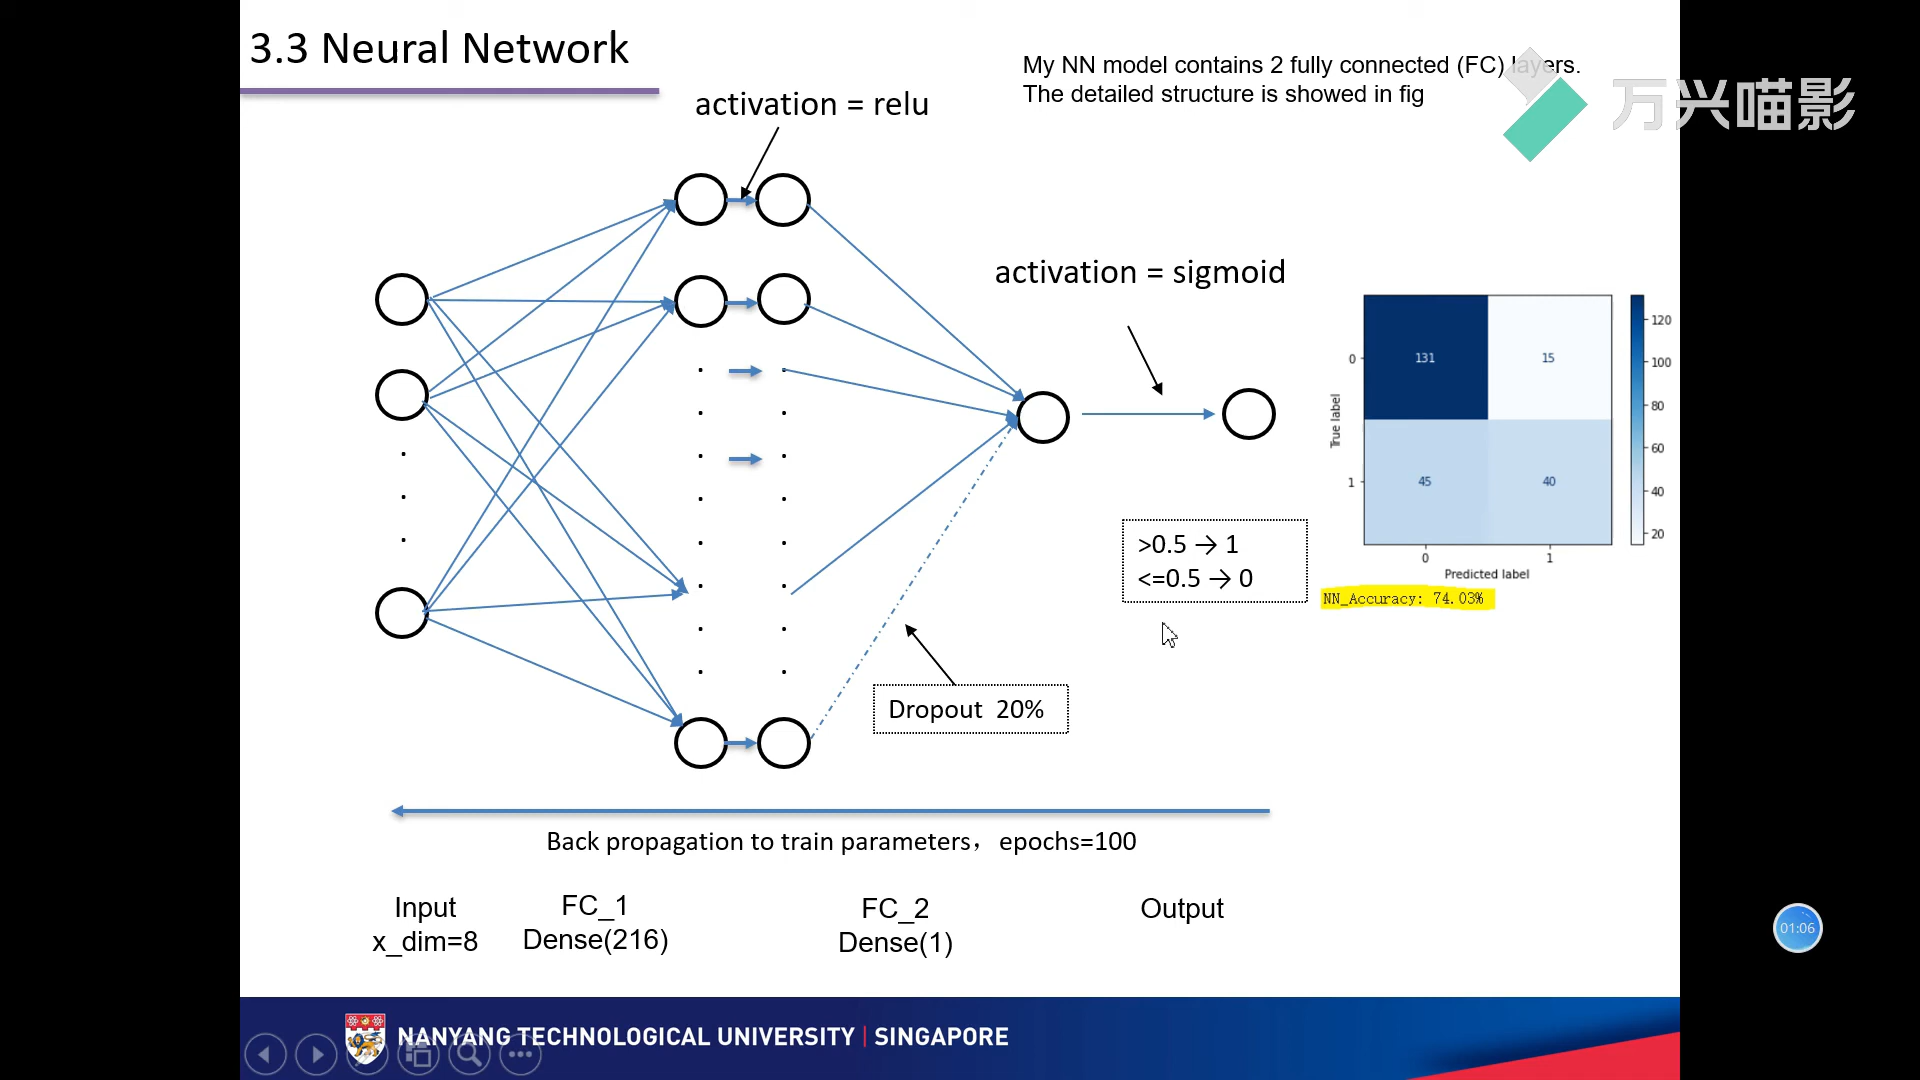 3.3 Neural Network
My NN model contains 2 fully connected (FC) layers.
The detailed structure is showed in fig
万兴喵影
activation = relu
activation = sigmoid
120
100
80
60
40
20
0
131
15
True label
1
45
40
0
1
Predicted label
>0.5 → 1
<=0.5 → 0
NN_Accuracy: 74.03%
Dropout 20%
Back propagation to train parameters，epochs=100
Input
x_dim=8
FC_1
Dense(216)
FC_2
Dense(1)
Output
01:06
NANYANG TECHNOLOGICAL UNIVERSITY | SINGAPORE